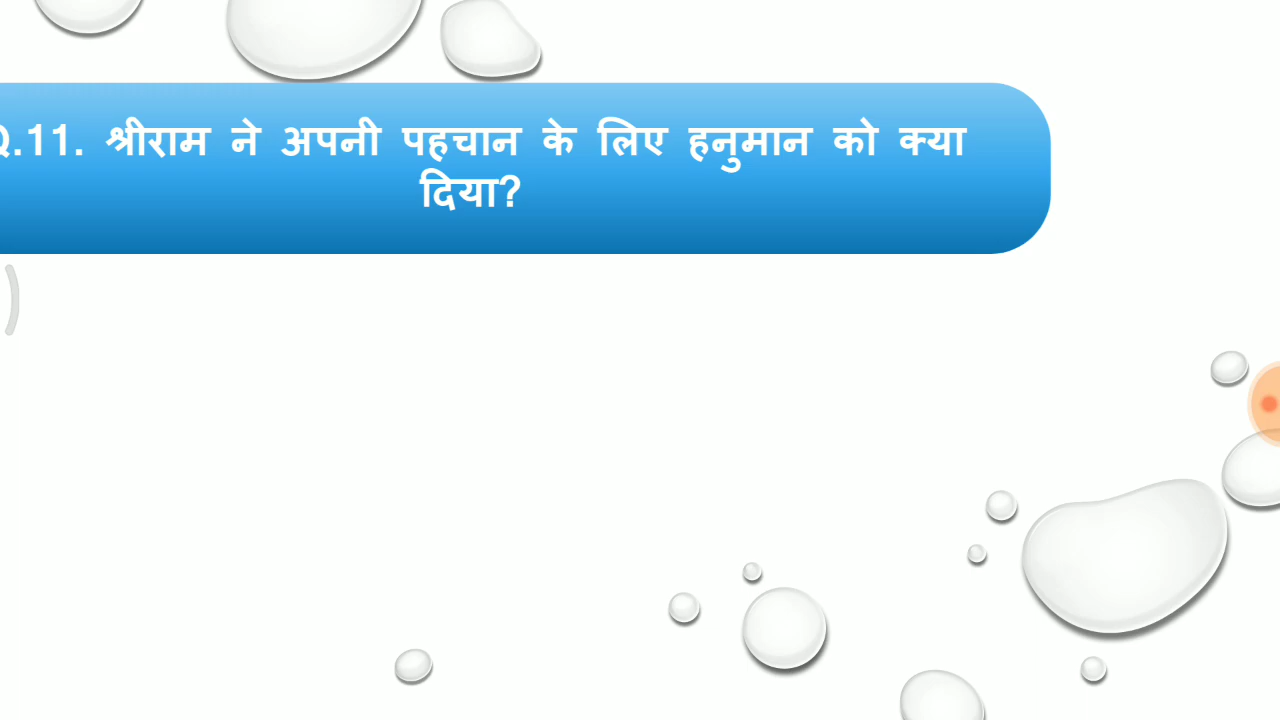 Q.11. श्रीराम ने अपनी पहचान के लिए हनुमान को क्या
दिया?